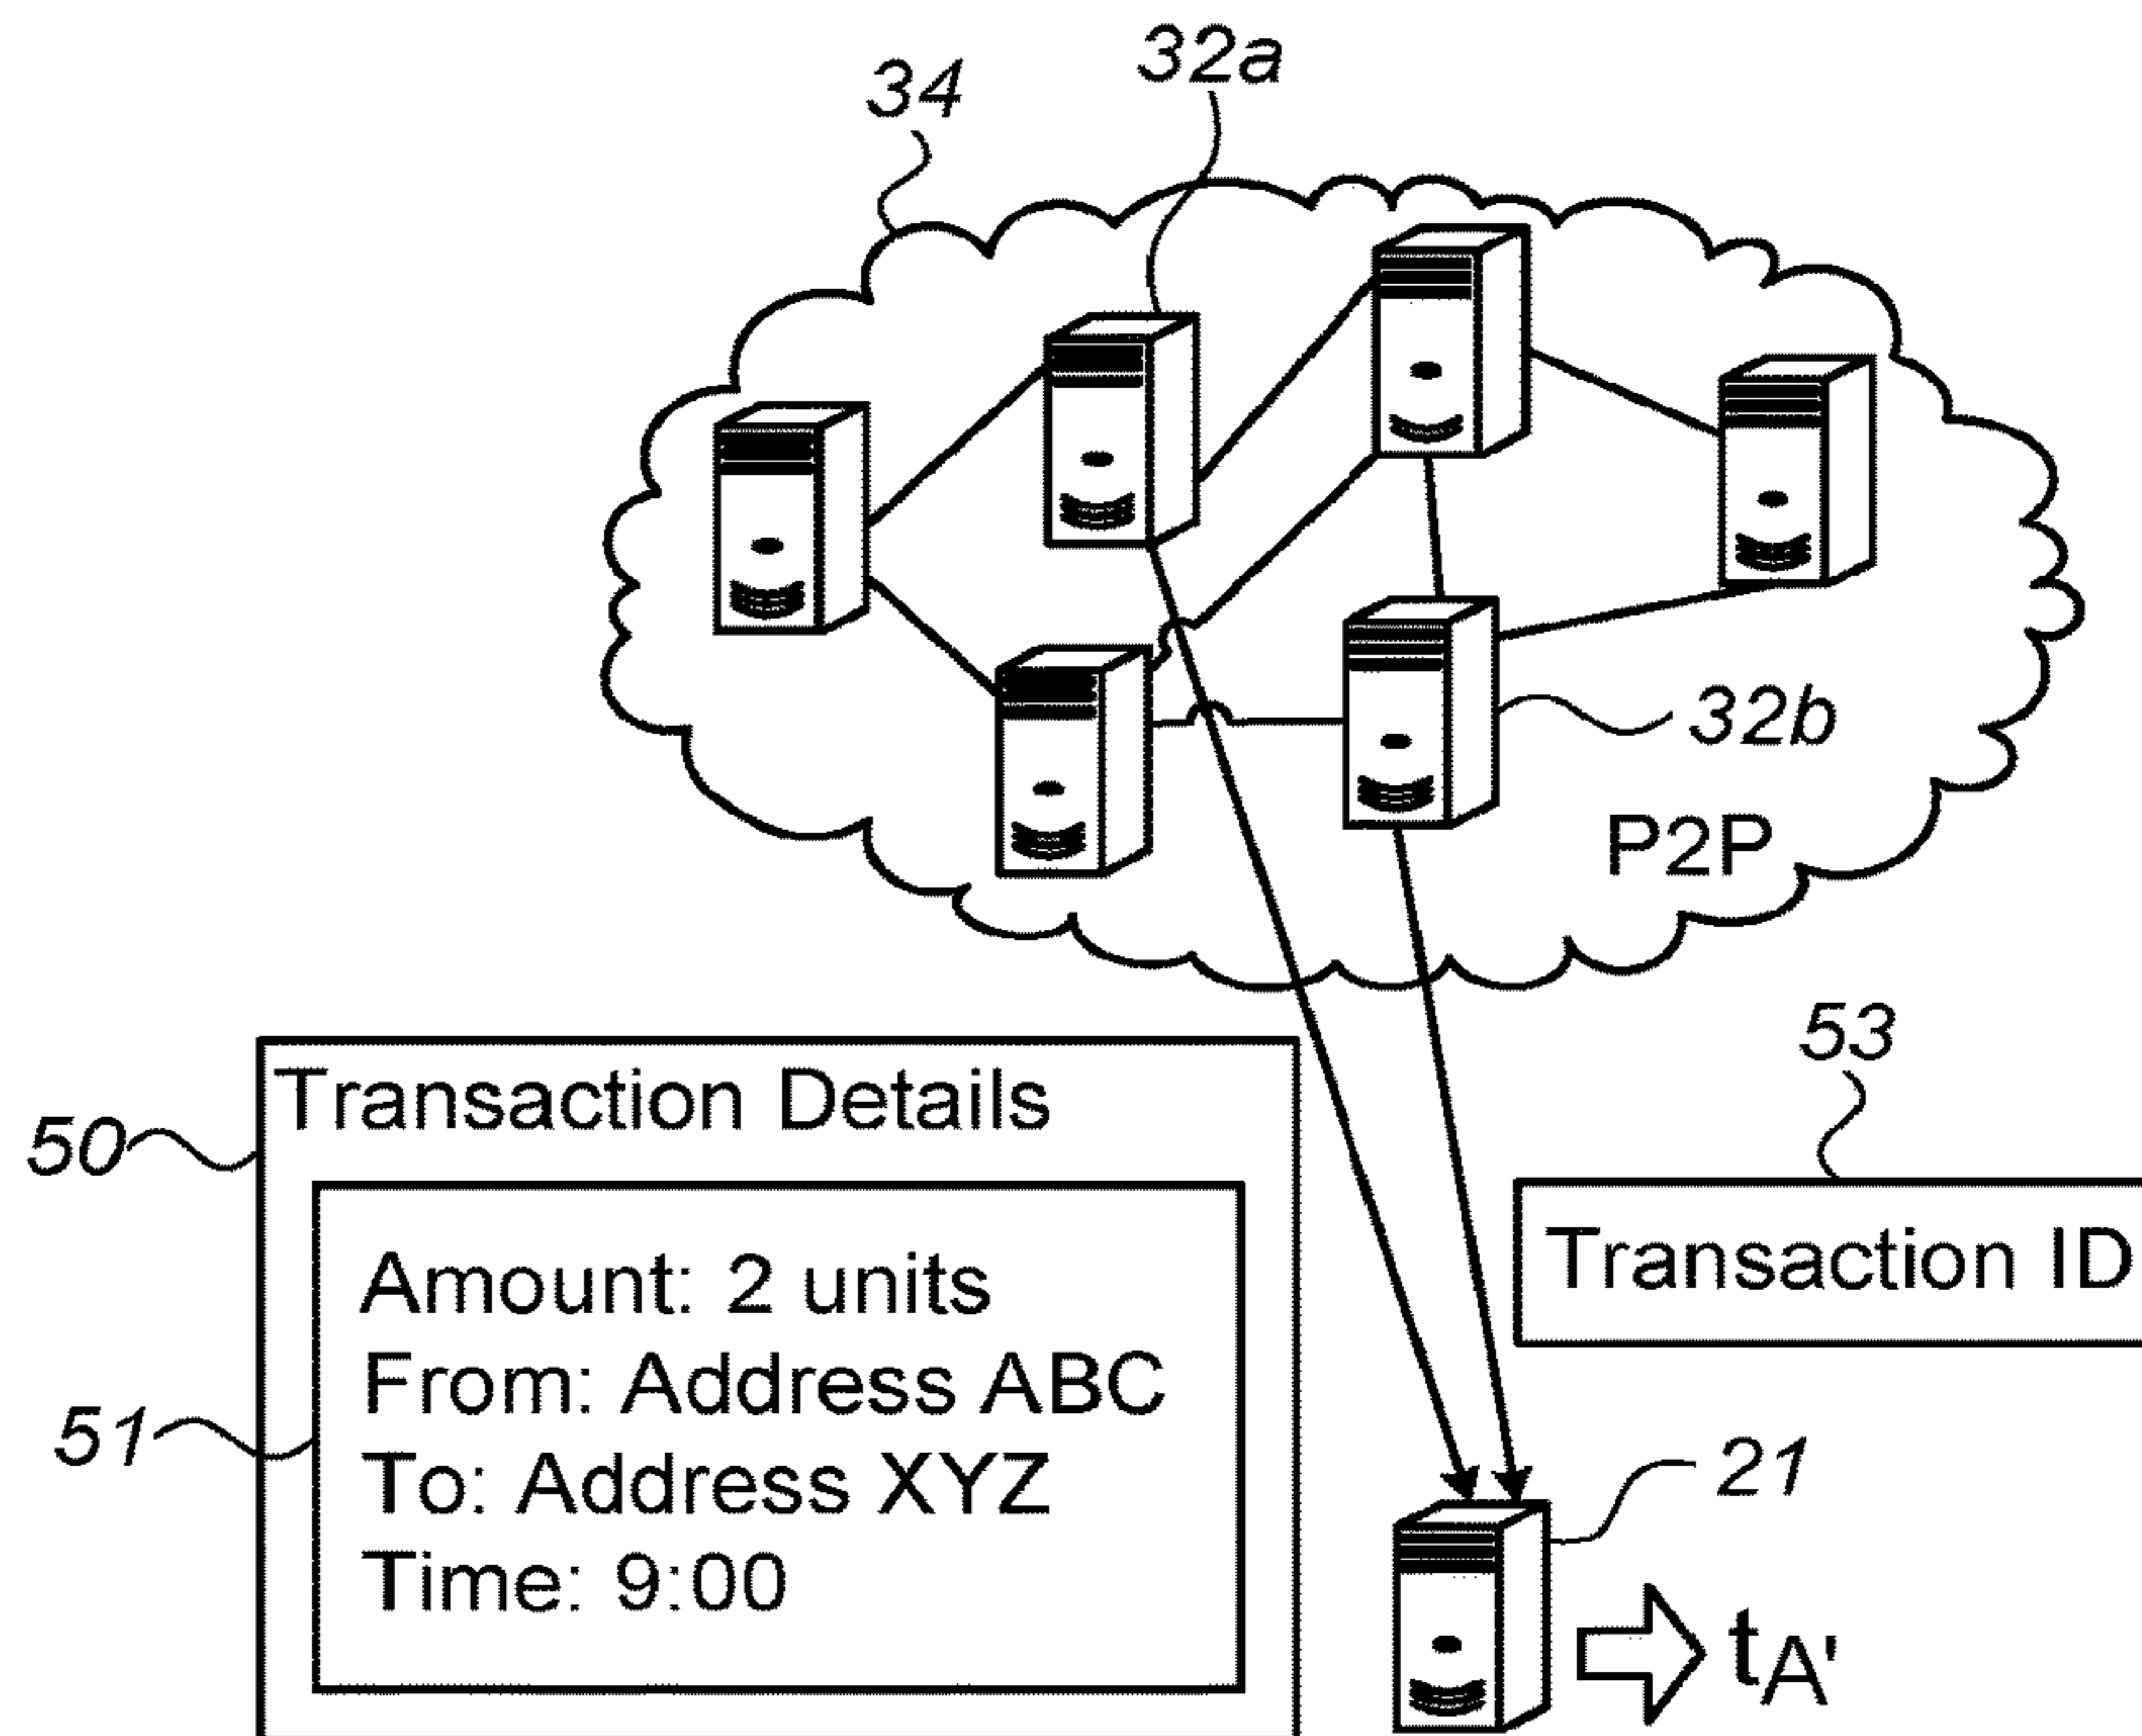 32a
34
32b
P2P
53
50
Transaction Details
Transaction ID
51
Amount: 2 units
From: Address ABC
To: Address XYZ
Time: 9:00
21
tA'